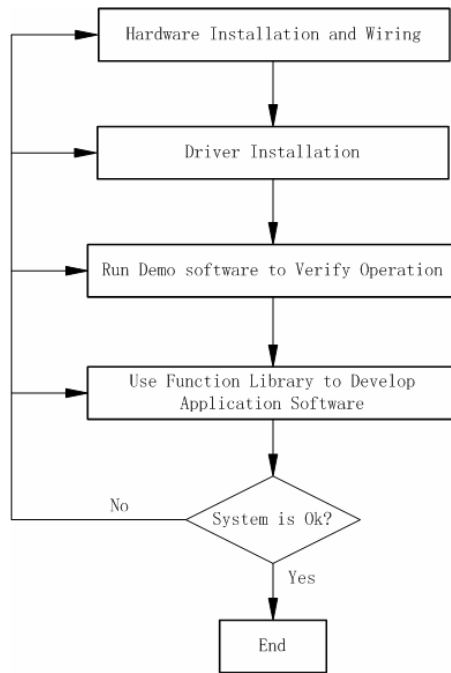 Hardware Installation and Wiring
Driver Installation
Run Demo software to Verify Operation
Use Function Library to Develop
Application Software
No
System is Ok?
Yes
End